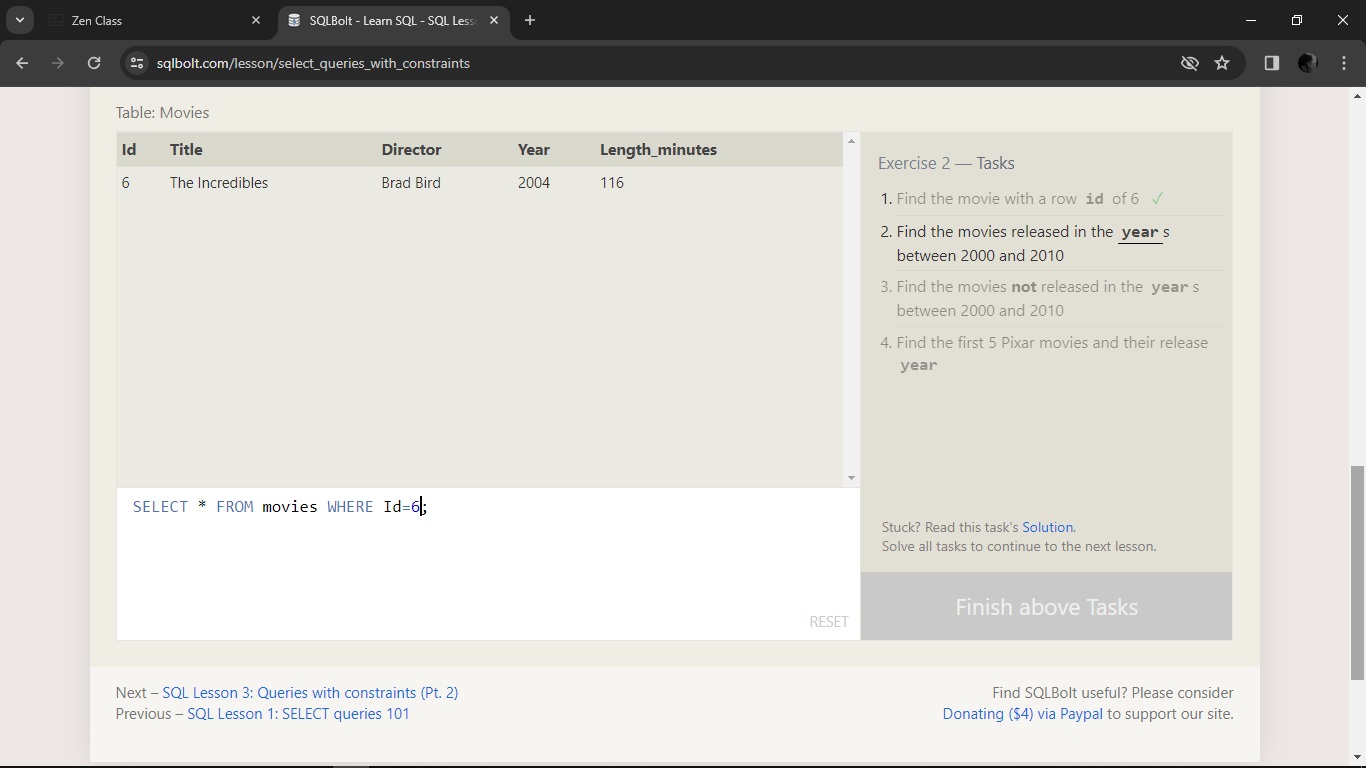 Zen Class
SQLBolt - Learn SQL - SQL Less
sqlbolt.com/lesson/select_queries_with_constraints
Table: Movies
Id Title Director Year Length_minutes
6 The Incredibles Brad Bird 2004 116
Exercise 2 — Tasks
1. Find the movie with a row id of 6 ✓
2. Find the movies released in the year s
between 2000 and 2010
3. Find the movies not released in the year s
between 2000 and 2010
4. Find the first 5 Pixar movies and their release
year
SELECT * FROM movies WHERE Id=6;
RESET
Stuck? Read this task's Solution.
Solve all tasks to continue to the next lesson.
Finish above Tasks
Next – SQL Lesson 3: Queries with constraints (Pt. 2)
Previous – SQL Lesson 1: SELECT queries 101
Find SQLBolt useful? Please consider
Donating ($4) via Paypal to support our site.